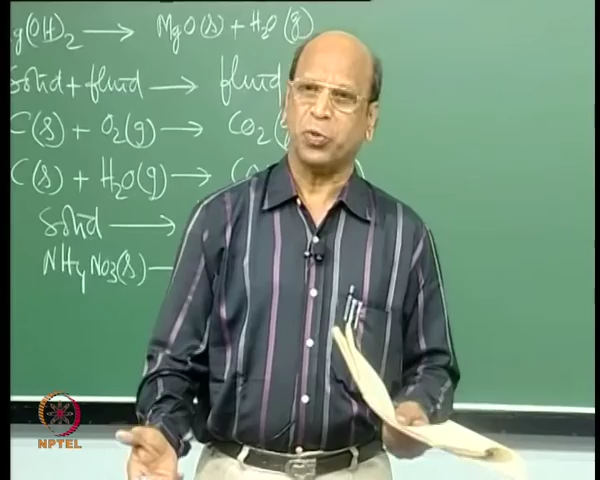 g(OH)₂ → MgO(s) + H₂O(g)
Solid + fluid → fluid
C(s) + O₂(g) → CO₂(g
C(s) + H₂O(g) →
Solid →
NH₄NO₃(s) —
NPTEL